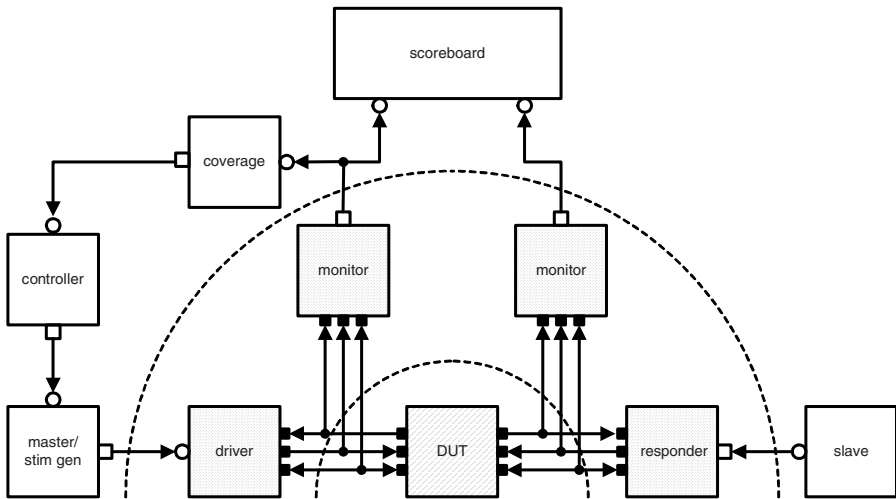 scoreboard
coverage
controller
monitor
monitor
master/
stim gen
driver
DUT
responder
slave